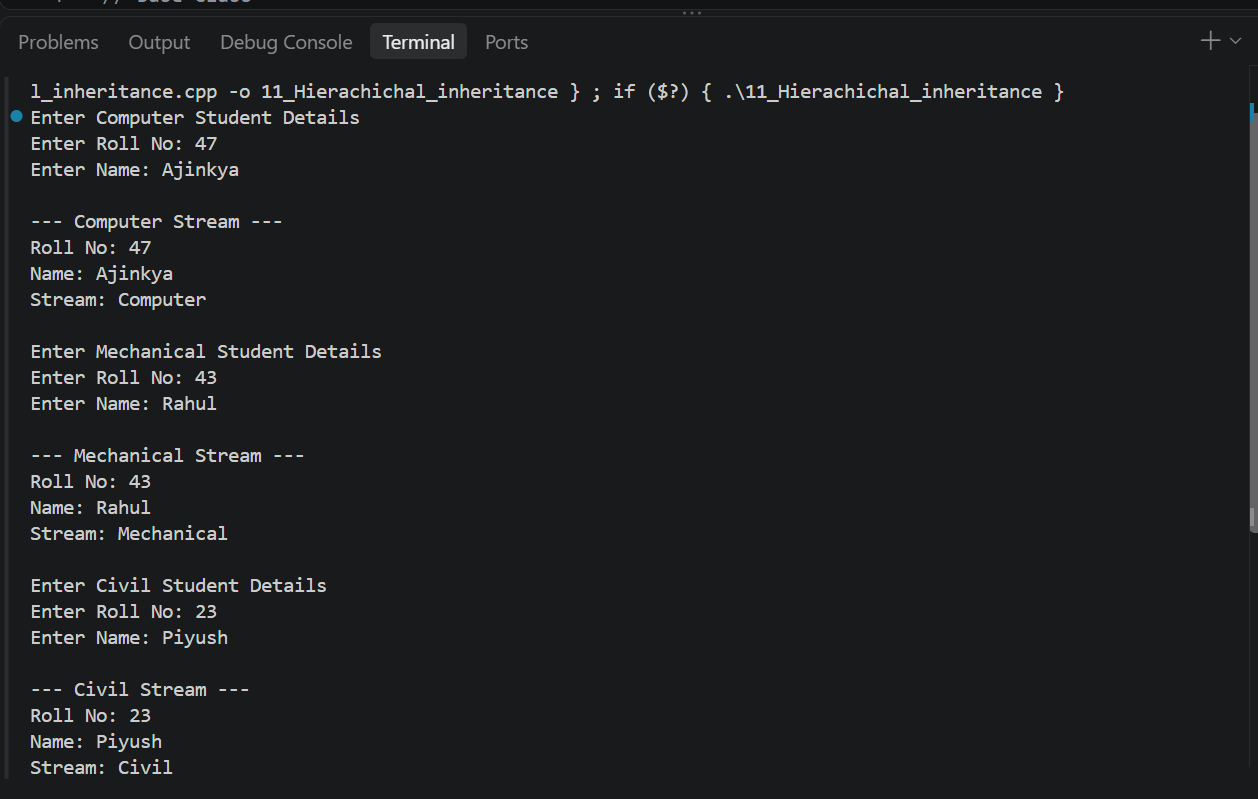 Problems Output Debug Console Terminal Ports
l_inheritance.cpp -o 11_Hierachichal_inheritance } ; if ($?) { .\11_Hierachichal_inheritance }
Enter Computer Student Details
Enter Roll No: 47
Enter Name: Ajinkya
--- Computer Stream ---
Roll No: 47
Name: Ajinkya
Stream: Computer
Enter Mechanical Student Details
Enter Roll No: 43
Enter Name: Rahul
--- Mechanical Stream ---
Roll No: 43
Name: Rahul
Stream: Mechanical
Enter Civil Student Details
Enter Roll No: 23
Enter Name: Piyush
--- Civil Stream ---
Roll No: 23
Name: Piyush
Stream: Civil